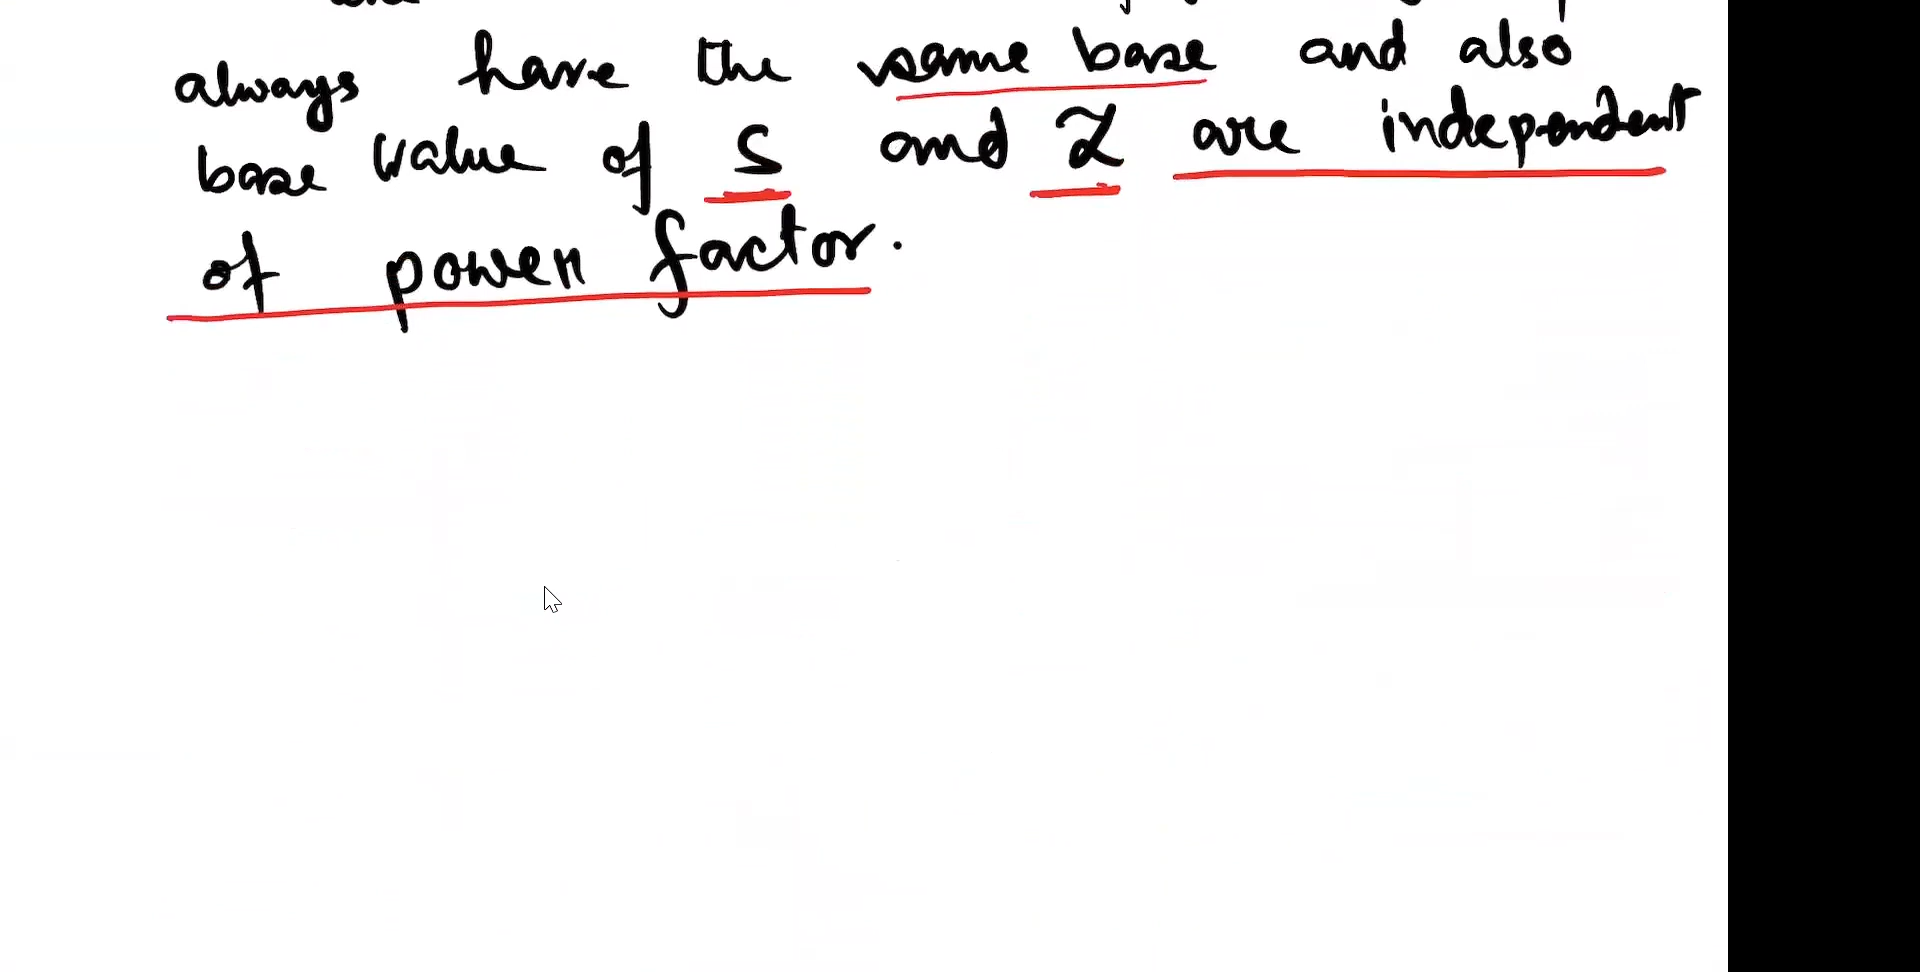 always have the same base and also
base value of S and Z are independent
of power factor.